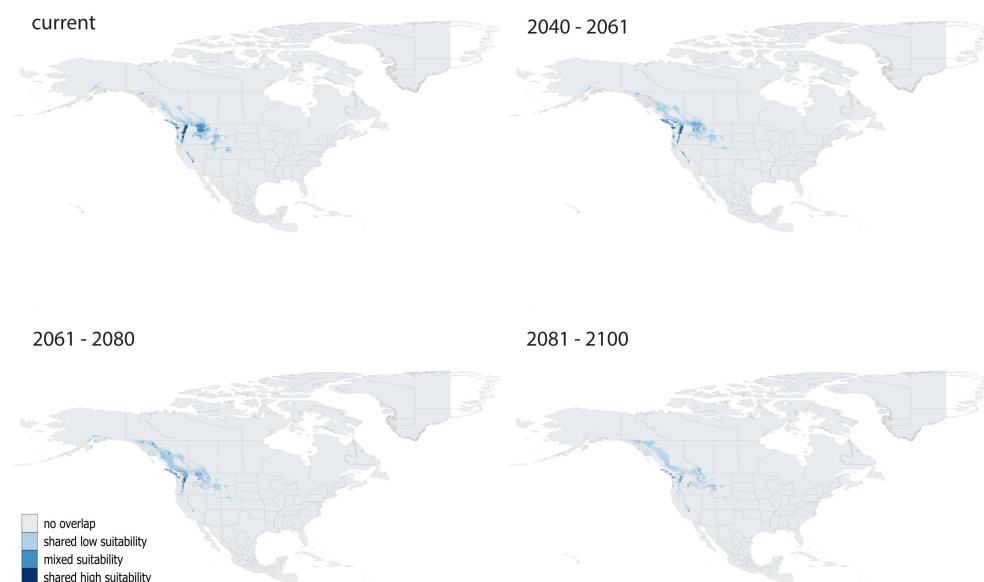 current
2040 - 2061
2061 - 2080
2081 - 2100
no overlap
shared low suitability
mixed suitability
shared high suitability